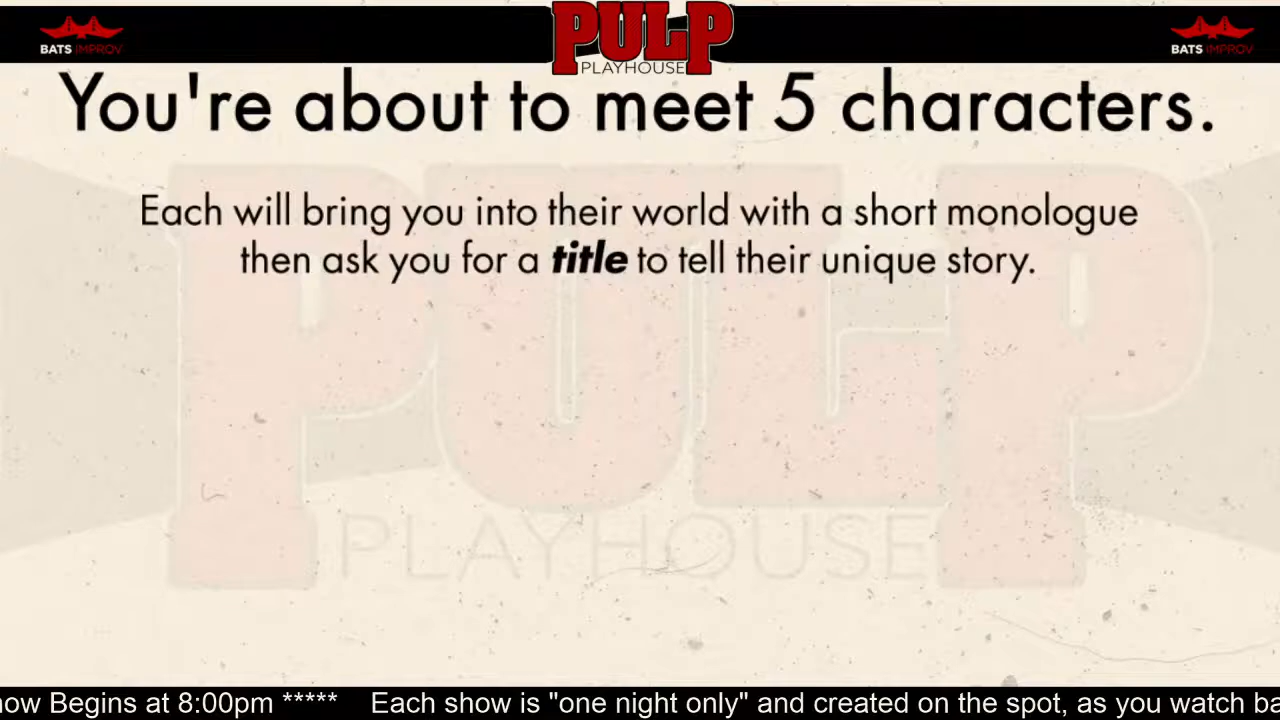 BATS IMPROV
PULP
PLAYHOUSE
BATS IMPROV
You're about to meet 5 characters.
Each will bring you into their world with a short monologue
then ask you for a title to tell their unique story.
PULP
PLAYHOUSE
Begins at 8:00pm ***** Each show is "one night only" and created on the spot, as you watch